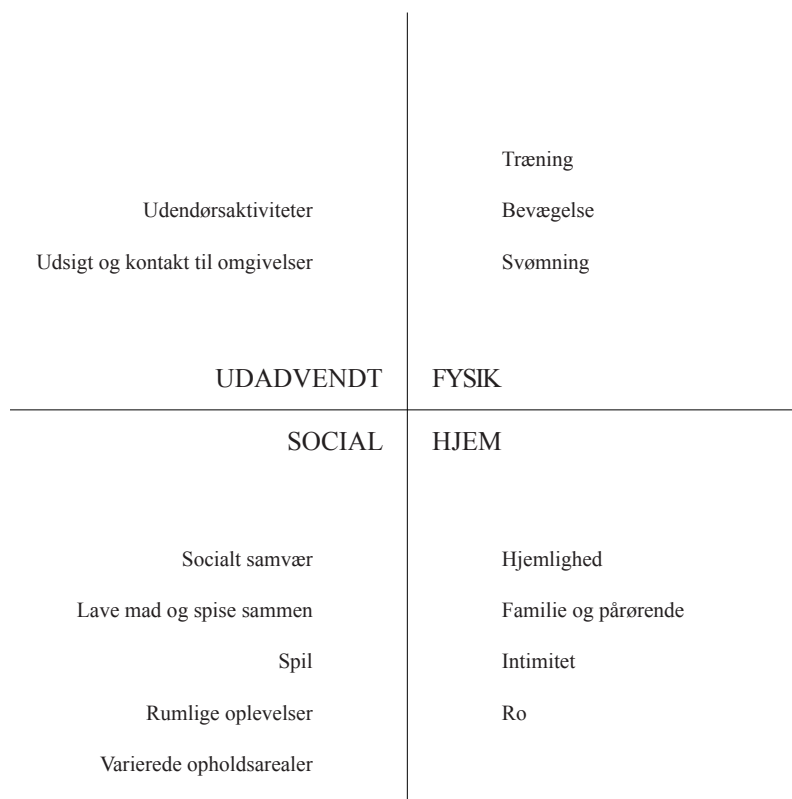 Udendørsaktiviteter
Udsigt og kontakt til omgivelser
UDADVENDT
Træning
Bevægelse
Svømning
FYSIK
SOCIAL
Socialt samvær
Lave mad og spise sammen
Spil
Rumlige oplevelser
Varierede opholdsarealer
HJEM
Hjemlighed
Familie og pårørende
Intimitet
Ro